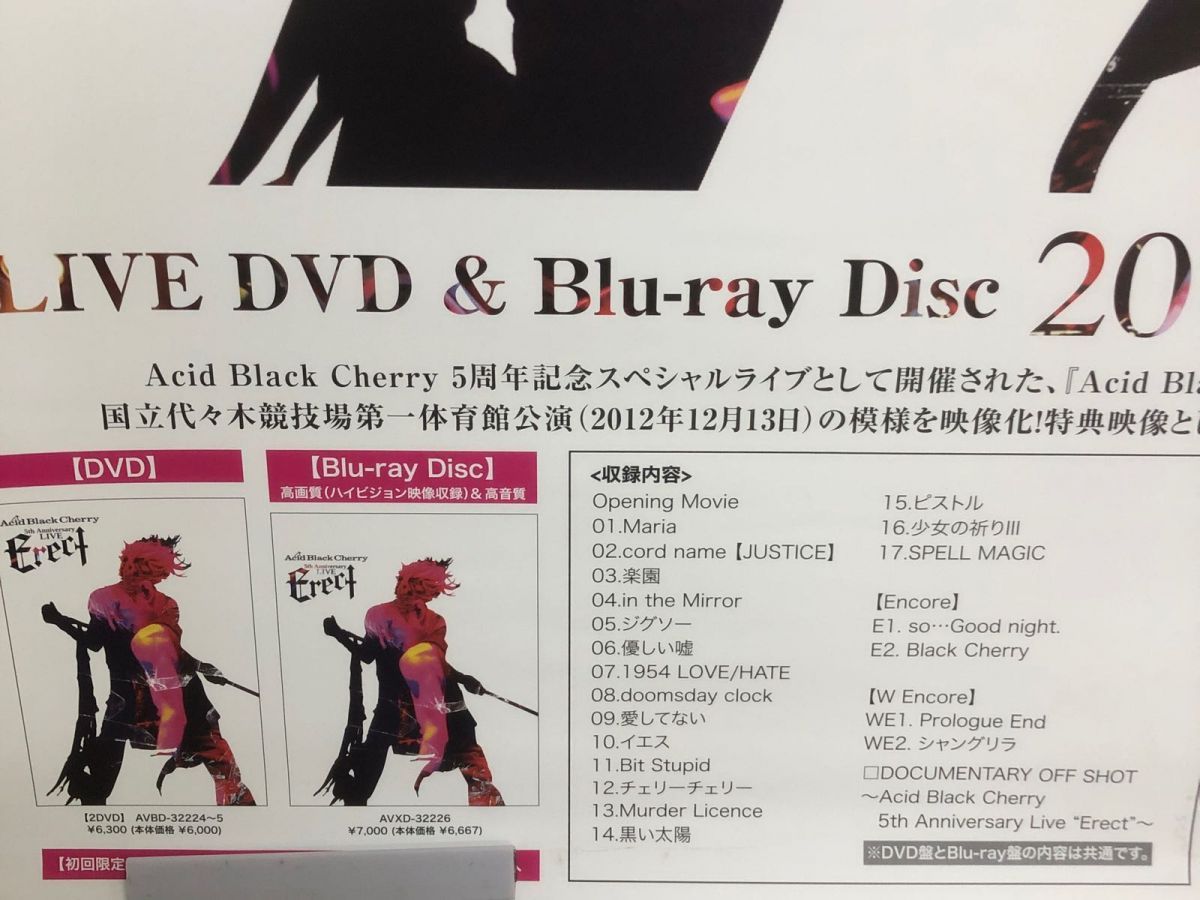 LIVE DVD & Blu-ray Disc 20
Acid Black Cherry 5周年記念スペシャルライブとして開催された、『Acid Bla
国立代々木競技場第一体育館公演(2012年12月13日)の模様を映像化!特典映像と
【DVD】
Acid Black Cherry
5th Anniversary
LIVE
Erect
【2DVD】 AVBD-32224~5
¥6,300 (本体価格 ¥6,000)
【Blu-ray Disc】
高画質(ハイビジョン映像収録)&高音質
Acid Black Cherry
5th Anniversary
LIVE
Erect
AVXD-32226
¥7,000 (本体価格 ¥6,667)
【初回限定
<収録内容>
Opening Movie
01.Maria
02.cord name【JUSTICE】
03.楽園
04.in the Mirror
05.ジグソー
06.優しい嘘
07.1954 LOVE/HATE
08.doomsday clock
09.愛してない
10.イエス
11.Bit Stupid
12.チェリーチェリー
13.Murder Licence
14.黒い太陽
15.ピストル
16.少女の祈りIII
17.SPELL MAGIC
【Encore】
E1. so…Good night.
E2. Black Cherry
【W Encore】
WE1. Prologue End
WE2. シャングリラ
□DOCUMENTARY OFF SHOT
~Acid Black Cherry
5th Anniversary Live "Erect"~
※DVD盤とBlu-ray盤の内容は共通です。